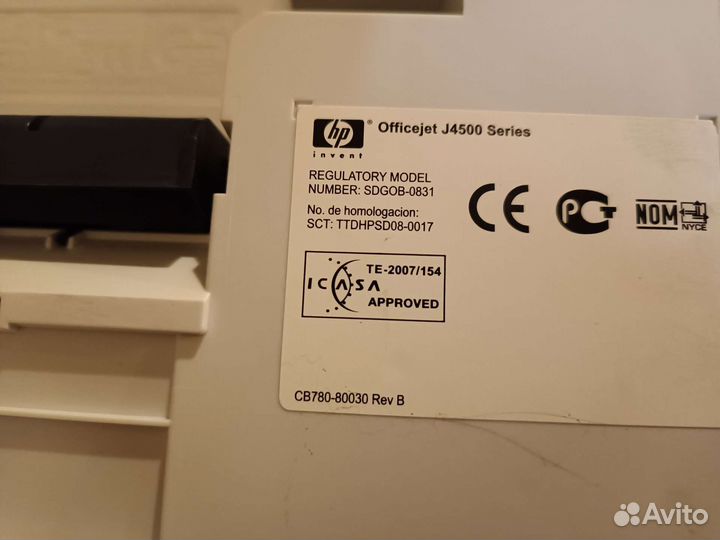 hp
®
invent
Officejet J4500 Series
REGULATORY MODEL
NUMBER: SDGOB-0831
No. de homologacion:
SCT: TTDHPSD08-0017
CE
РСТ
NOM
NYCE
TE-2007/154
ICASA
APPROVED
CB780-80030 Rev B
Avito